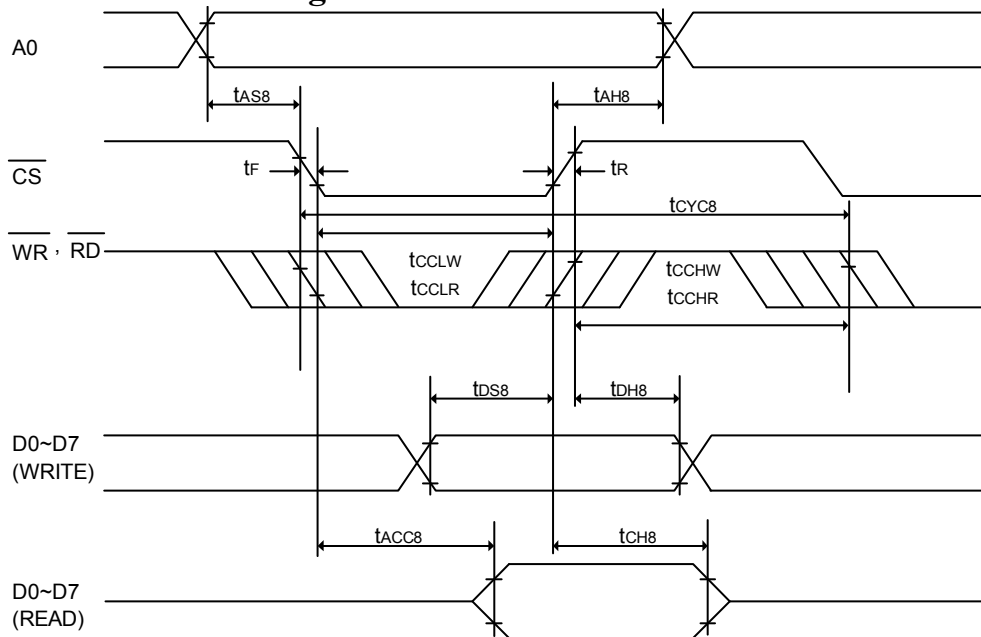 A0
tAS8
tAH8
CS
tF
tR
tCYC8
WR , RD
tCCLW
tCCLR
tCCHW
tCCHR
tDS8
tDH8
D0~D7
(WRITE)
tACC8
tCH8
D0~D7
(READ)